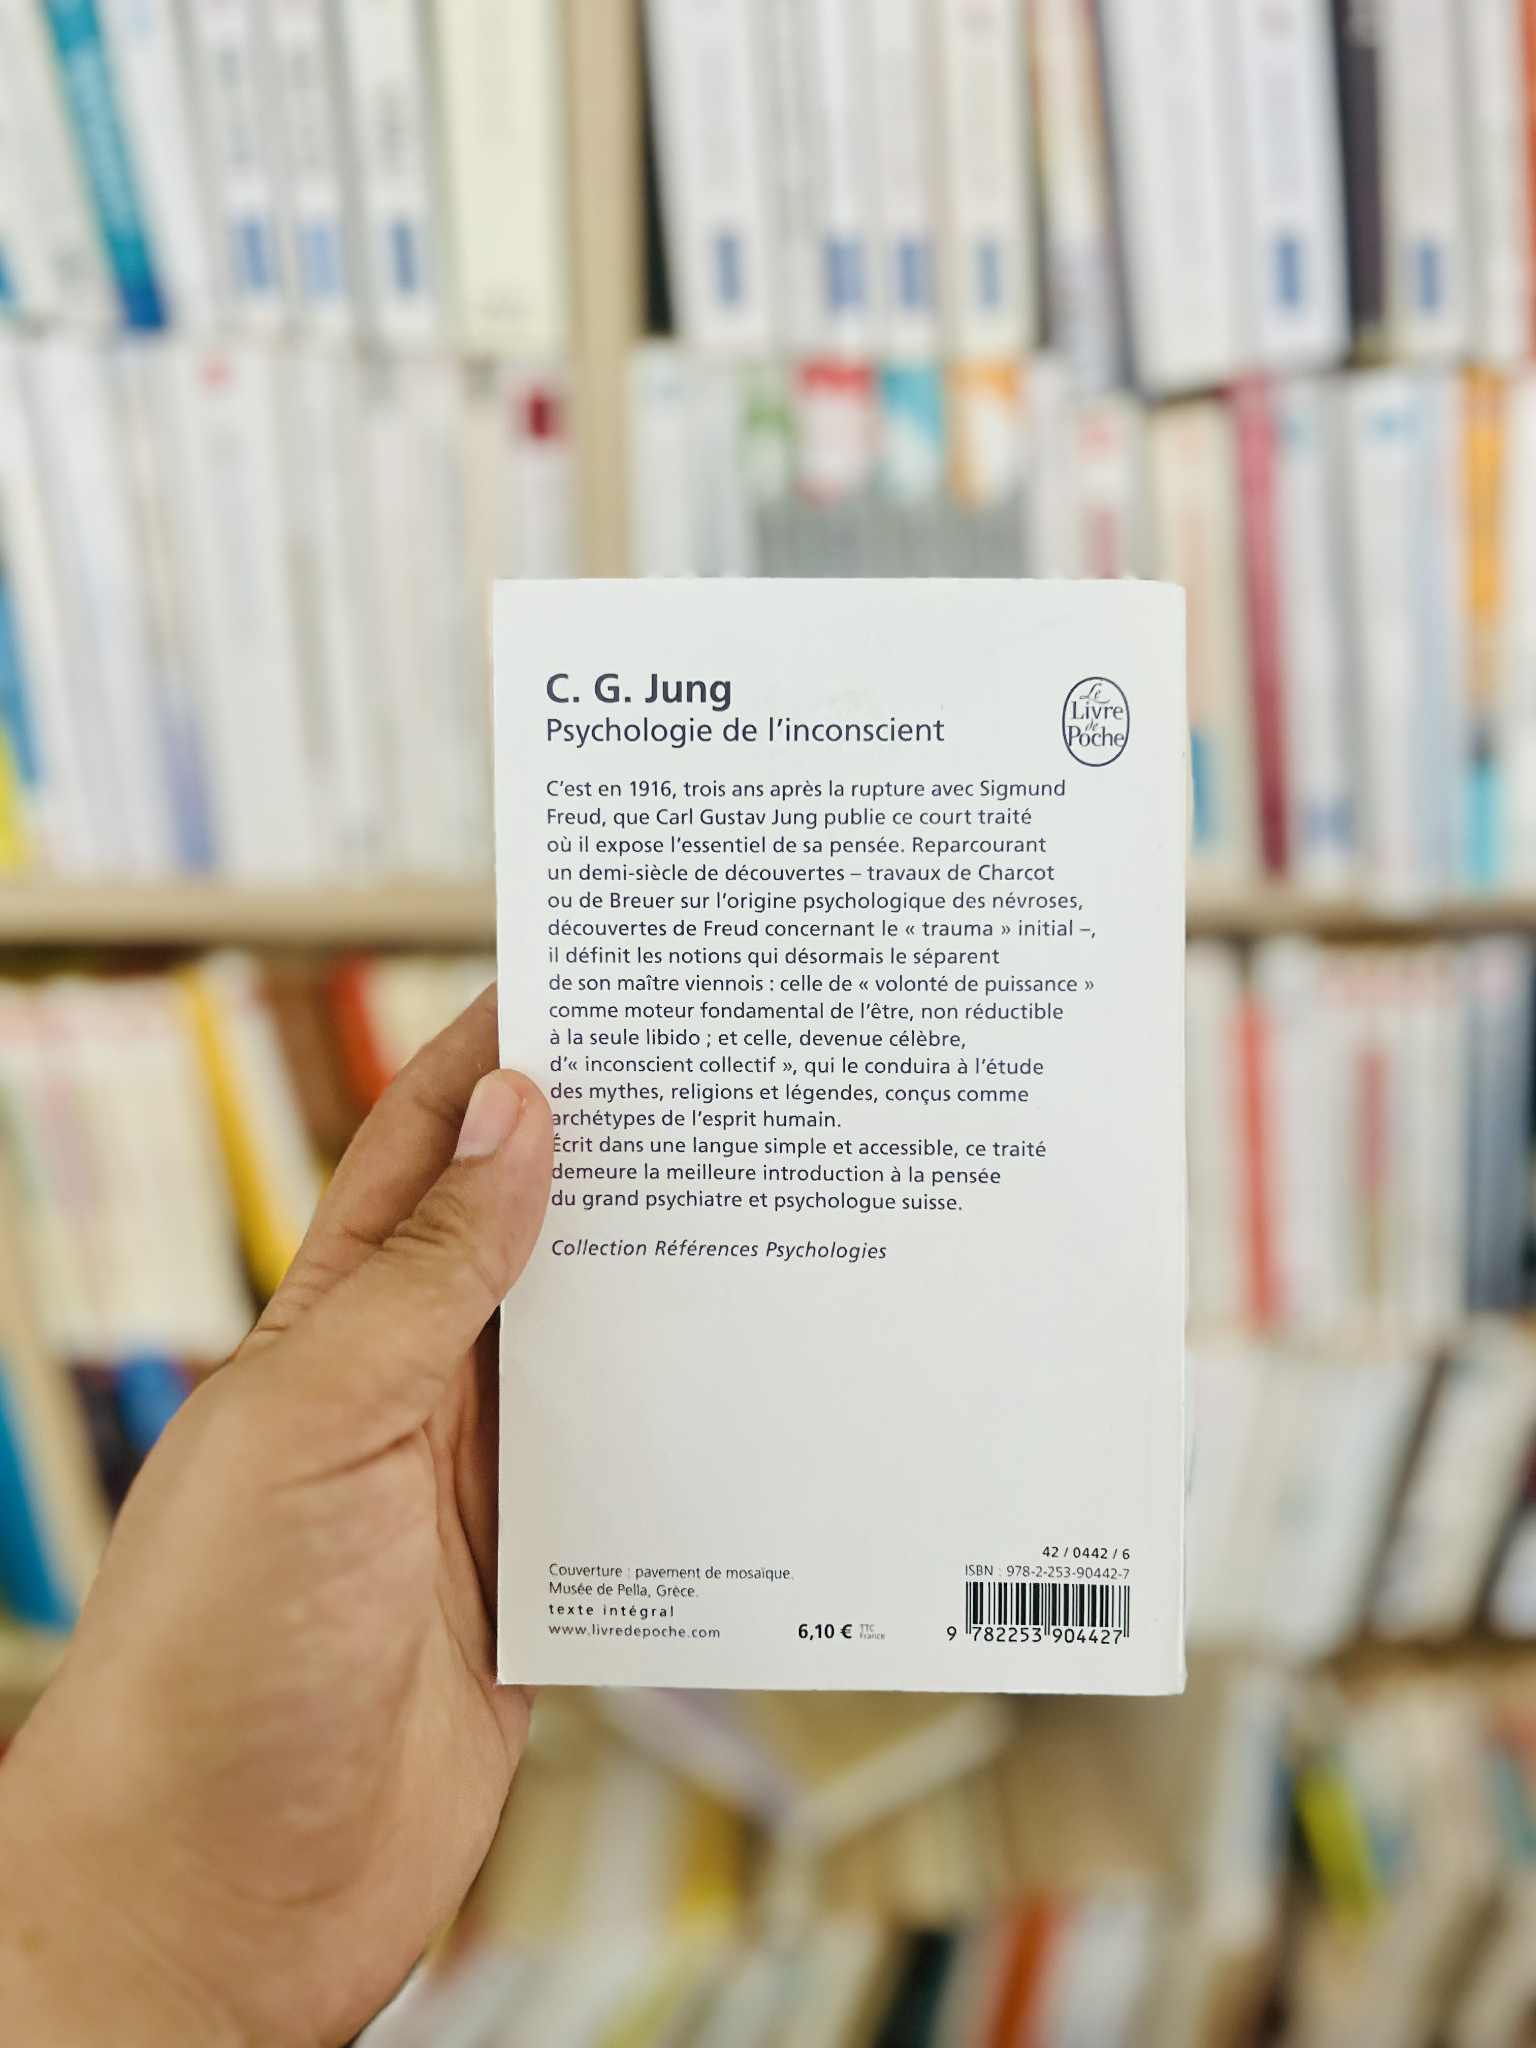 C. G. Jung
Psychologie de l'inconscient
Le
Livre
de
Poche
C'est en 1916, trois ans après la rupture avec Sigmund
Freud, que Carl Gustav Jung publie ce court traité
où il expose l'essentiel de sa pensée. Reparcourant
un demi-siècle de découvertes – travaux de Charcot
ou de Breuer sur l'origine psychologique des névroses,
découvertes de Freud concernant le « trauma » initial –,
il définit les notions qui désormais le séparent
de son maître viennois : celle de « volonté de puissance »
comme moteur fondamental de l'être, non réductible
à la seule libido ; et celle, devenue célèbre,
d'« inconscient collectif », qui le conduira à l'étude
des mythes, religions et légendes, conçus comme
archétypes de l'esprit humain.
Écrit dans une langue simple et accessible, ce traité
demeure la meilleure introduction à la pensée
du grand psychiatre et psychologue suisse.
Collection Références Psychologies
Couverture : pavement de mosaïque.
Musée de Pella, Grèce.
texte intégral
www.livredepoche.com
6,10 € TTC
France
42 / 0442 / 6
ISBN : 978-2-253-90442-7
9 782253 904427